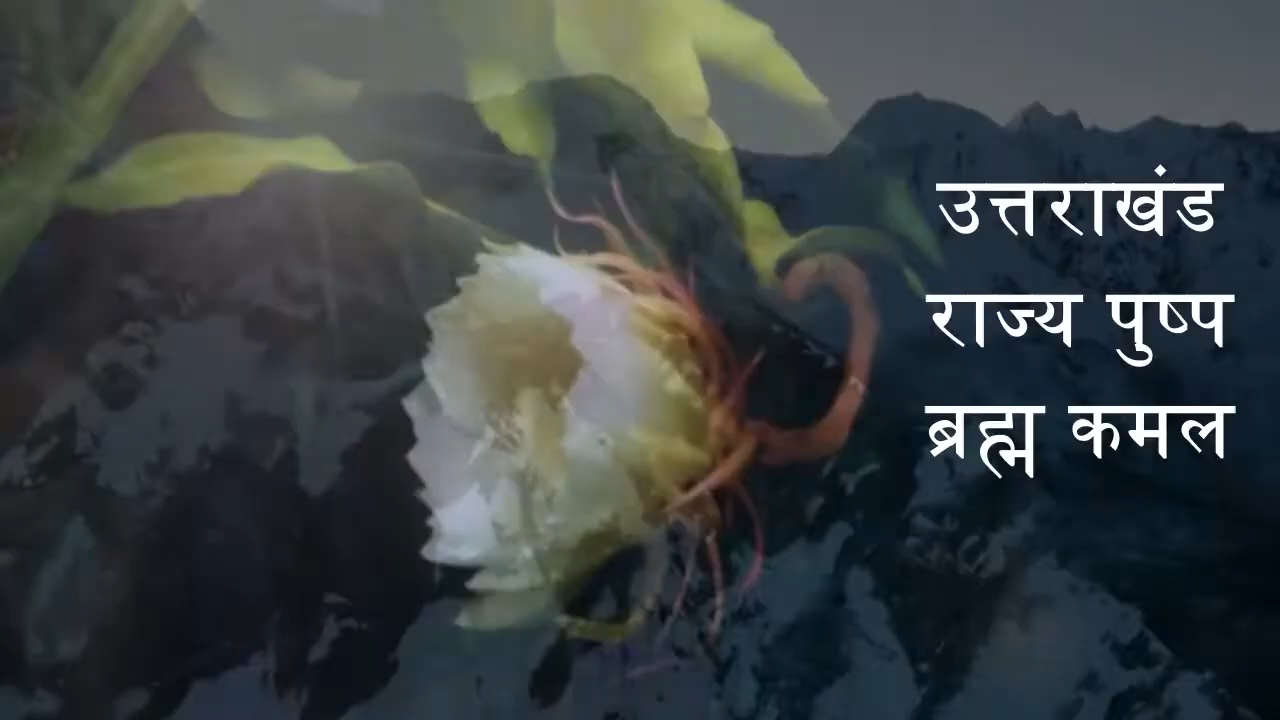 उत्तराखंड
राज्य पुष्प
ब्रह्म कमल